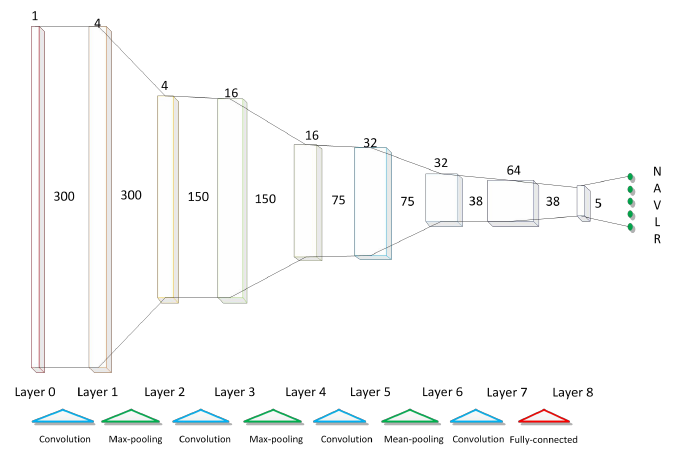 1
4
4
16
16
32
32
64
300
300
150
150
75
75
38
38
5
N
A
V
L
R
Layer 0 Layer 1 Layer 2 Layer 3 Layer 4 Layer 5 Layer 6 Layer 7 Layer 8
Convolution Max-pooling Convolution Max-pooling Convolution Mean-pooling Convolution Fully-connected